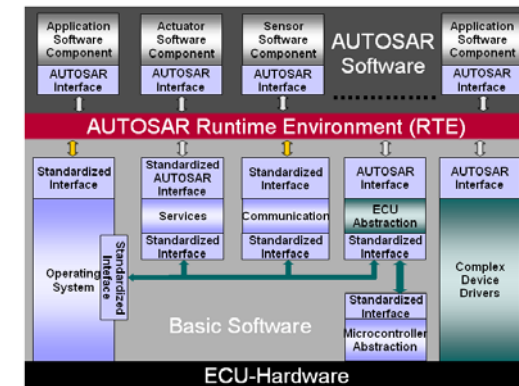 Application
Software
Component
AUTOSAR
Interface
Actuator
Software
Component
AUTOSAR
Interface
Sensor
Software
Component
AUTOSAR
Interface
AUTOSAR
Software
Application
Software
Component
AUTOSAR
Interface
AUTOSAR Runtime Environment (RTE)
Standardized
Interface
Operating
System
Standardized
Interface
Standardized
AUTOSAR
Interface
Services
Standardized
Interface
Standardized
Interface
Communication
Standardized
Interface
AUTOSAR
Interface
ECU
Abstraction
Standardized
Interface
Standardized
Interface
Microcontroller
Abstraction
AUTOSAR
Interface
Complex
Device
Drivers
Basic Software
ECU-Hardware